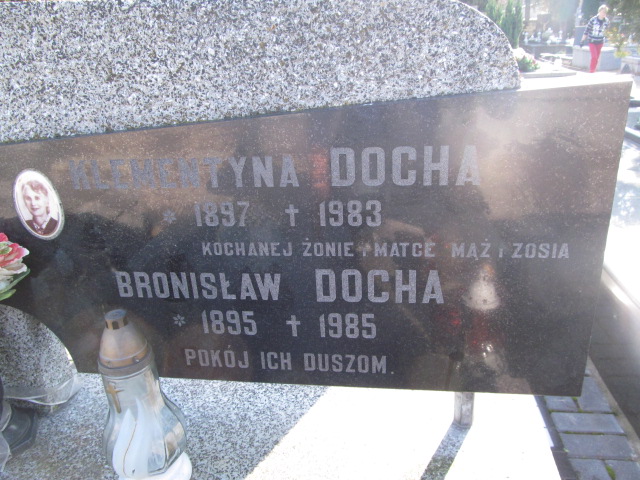 KLEMENTYNA DOCHA
* 1897 † 1983
KOCHANEJ ŻONIE i MATCE MĄŻ i ZOSIA
BRONISŁAW DOCHA
* 1895 † 1985
POKÓJ ICH DUSZOM.